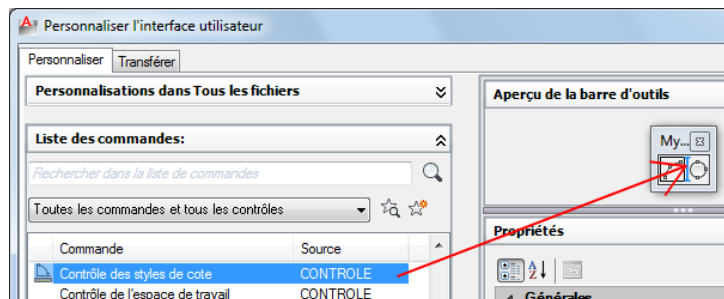 Personnaliser l'interface utilisateur
Personnaliser Transférer
Personnalisations dans Tous les fichiers
Liste des commandes:
Rechercher dans la liste de commandes
Toutes les commandes et tous les contrôles
Commande Source
Contrôle des styles de cote CONTROLE
Contrôle de l'espace de travail CONTROLE
Aperçu de la barre d'outils
My...
Propriétés
Générales